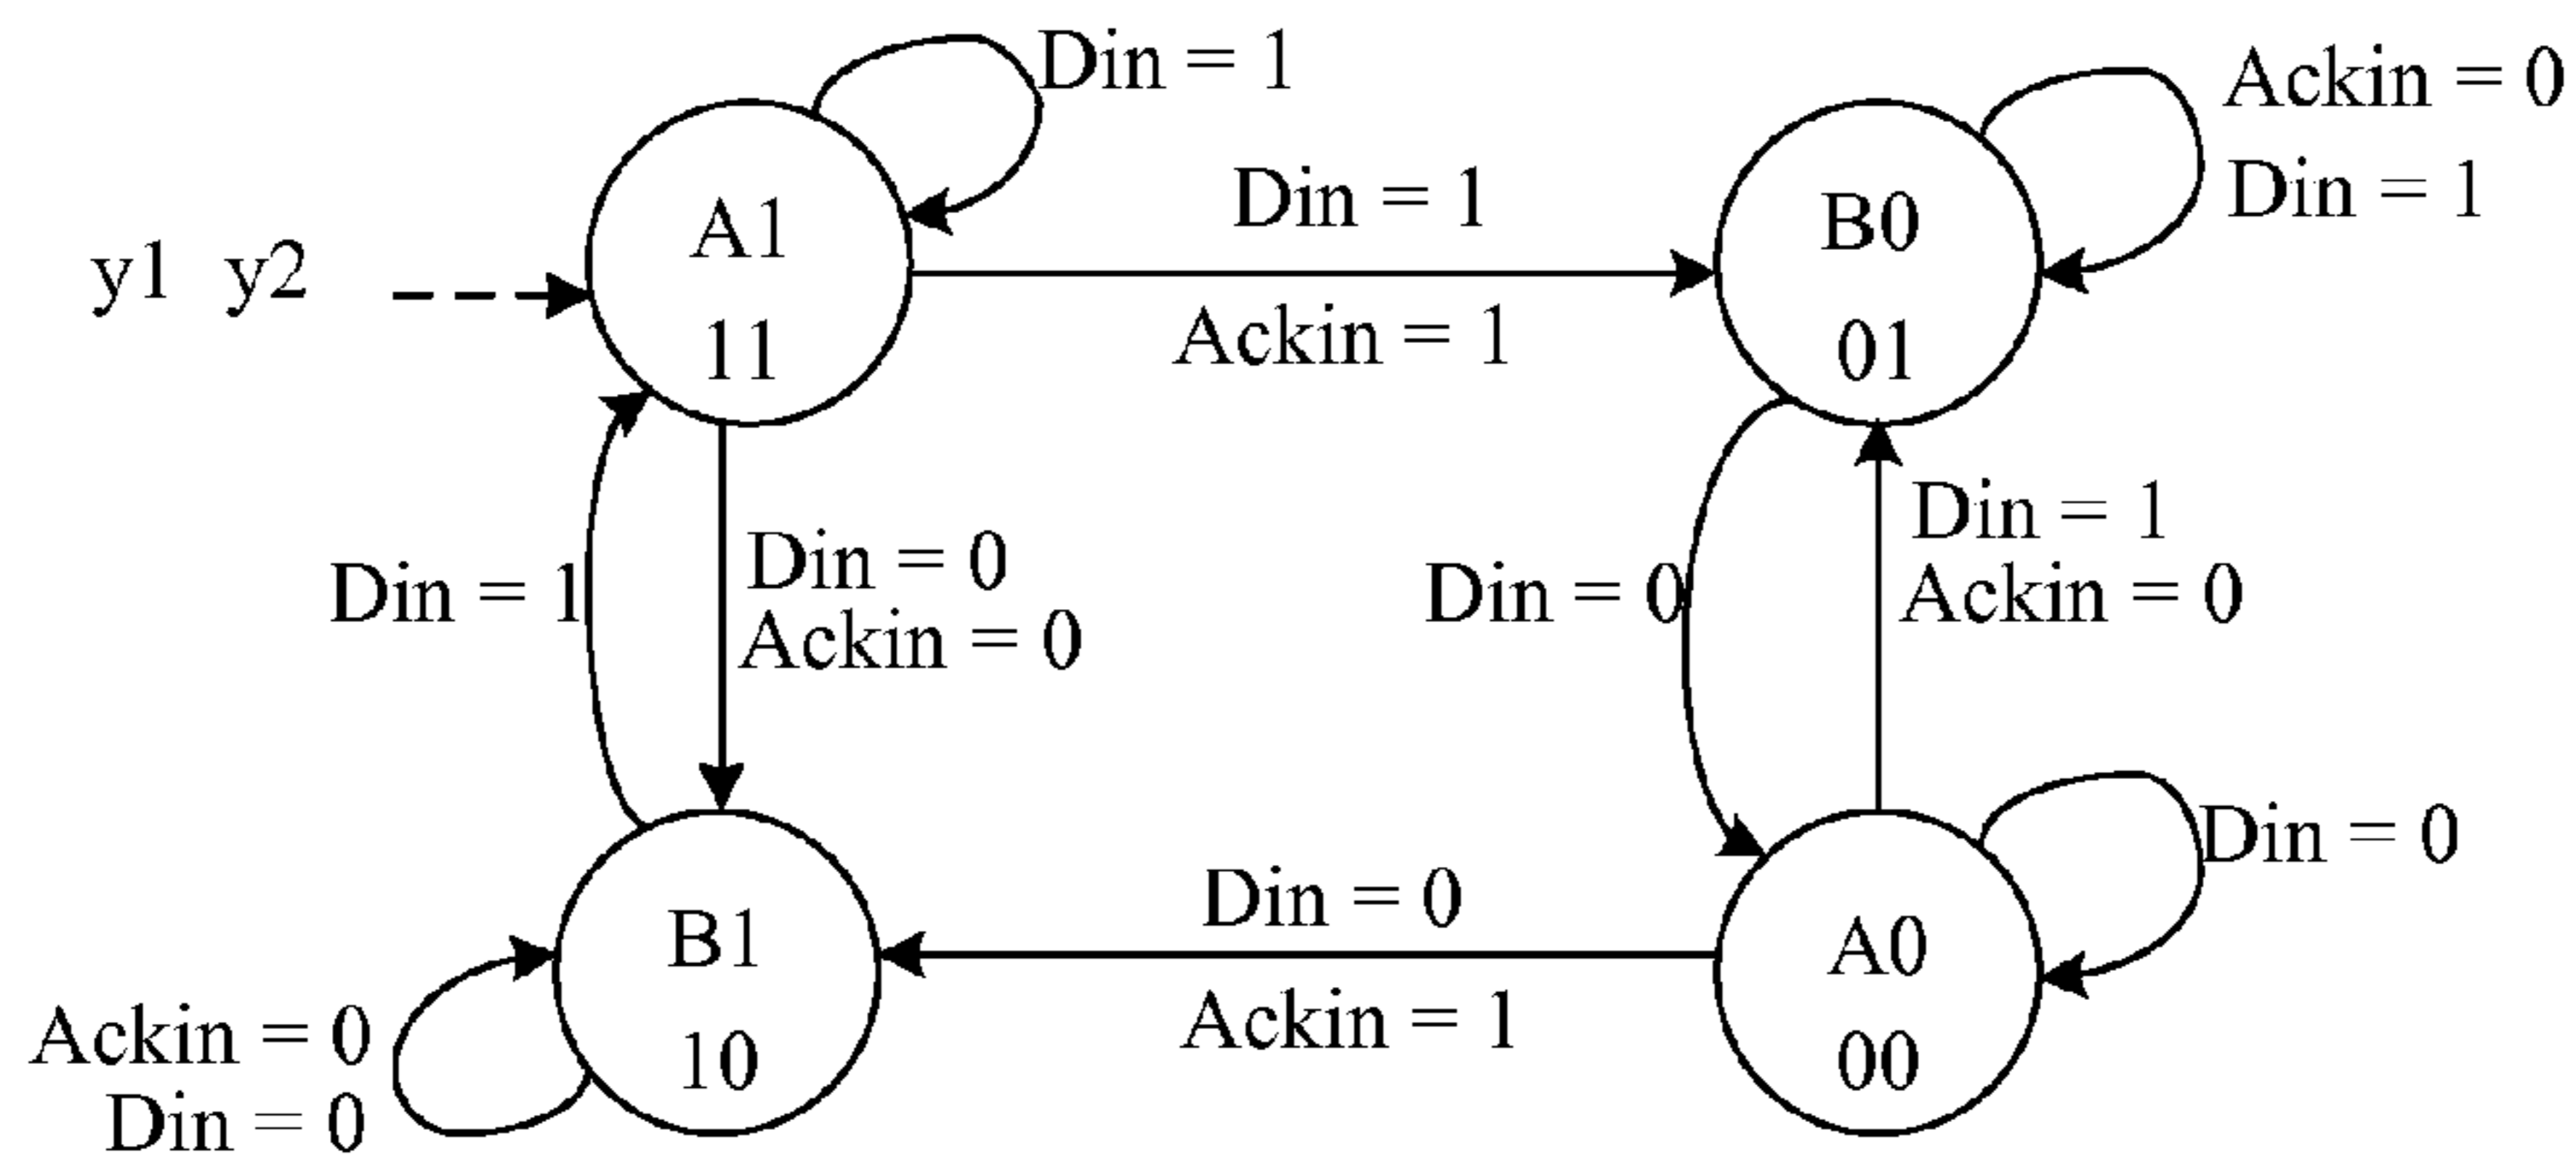 Din = 1
Ackin = 0
Din = 1
A1
11
y1 y2
Din = 1
Ackin = 1
B0
01
Din = 1
Din = 0
Ackin = 0
Din = 0
Din = 1
Ackin = 0
B1
10
Ackin = 0
Din = 0
Din = 0
Ackin = 1
A0
00
Din = 0